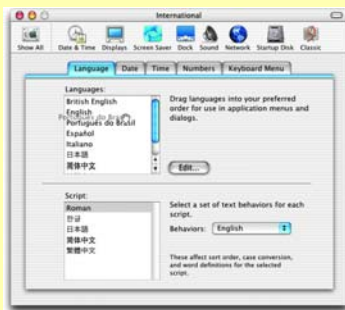 International
Show All Date & Time Displays Screen Saver Dock Sound Network Startup Disk Classic
Language Date Time Numbers Keyboard Menu
Languages:
British English
English
Português do Brasil
Português do Brasil
Español
Italiano
日本語
简体中文
Drag languages into your preferred
order for use in application menus and
dialogs.
Edit...
Script:
Roman
한글
日本語
简体中文
繁體中文
Select a set of text behaviors for each
script.
Behaviors: English
These affect sort order, case conversion,
and word definitions for the selected
script.